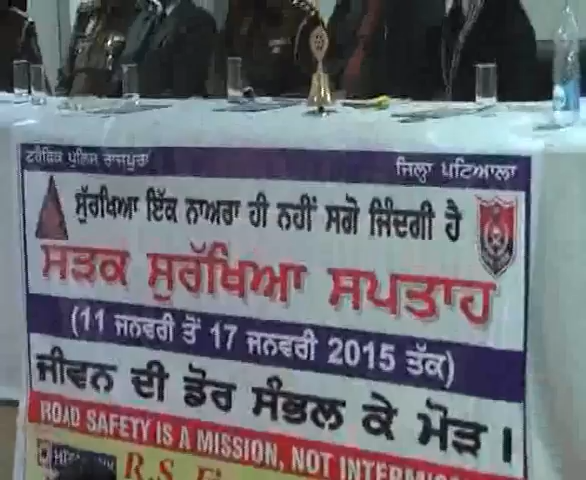 ਟਰੈਫਿਕ ਪੁਲਿਸ ਰਾਜਪੁਰਾ
ਜਿਲ੍ਹਾ ਪਟਿਆਲਾ
ਸੁੱਰਖਿਆ ਇੱਕ ਨਾਅਰਾ ਹੀ ਨਹੀਂ ਸਗੋ ਜਿੰਦਗੀ ਹੈ
ਸੜਕ ਸੁਰੱਖਿਆ ਸਪਤਾਹ
(11 ਜਨਵਰੀ ਤੋਂ 17 ਜਨਵਰੀ 2015 ਤੱਕ)
ਜੀਵਨ ਦੀ ਡੋਰ ਸੰਭਲ ਕੇ ਮੋੜ ।
ROAD SAFETY IS A MISSION, NOT
R.S.